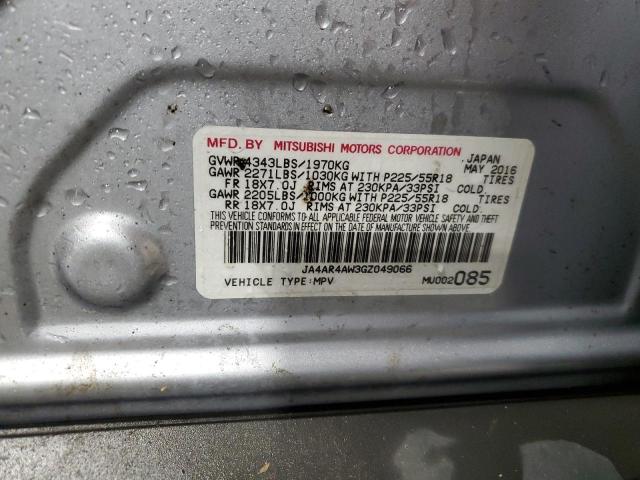 MFD. BY MITSUBISHI MOTORS CORPORATION JAPAN
GVWR 4343LBS/1970KG MAY 2016
GAWR 2271LBS/1030KG WITH P225/55R18 TIRES
FR 18X7.0J RIMS AT 230KPA/33PSI COLD.
GAWR 2205LBS/1000KG WITH P225/55R18 TIRES
RR 18X7.0J RIMS AT 230KPA/33PSI COLD.
THIS VEHICLE CONFORMS TO ALL APPLICABLE FEDERAL MOTOR VEHICLE SAFETY AND THEFT
PREVENTION STANDARDS IN EFFECT ON THE DATE OF MANUFACTURE SHOWN ABOVE.
JA4AR4AW3GZ049066
VEHICLE TYPE: MPV MU002085